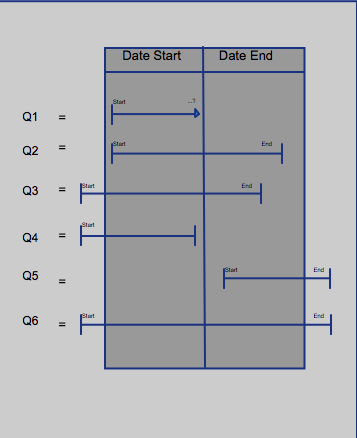 Date Start Date End
Start ...?
Q1 =
Start End
Q2 =
Start End
Q3 =
Start
Q4 =
Start End
Q5 =
Start End
Q6 =